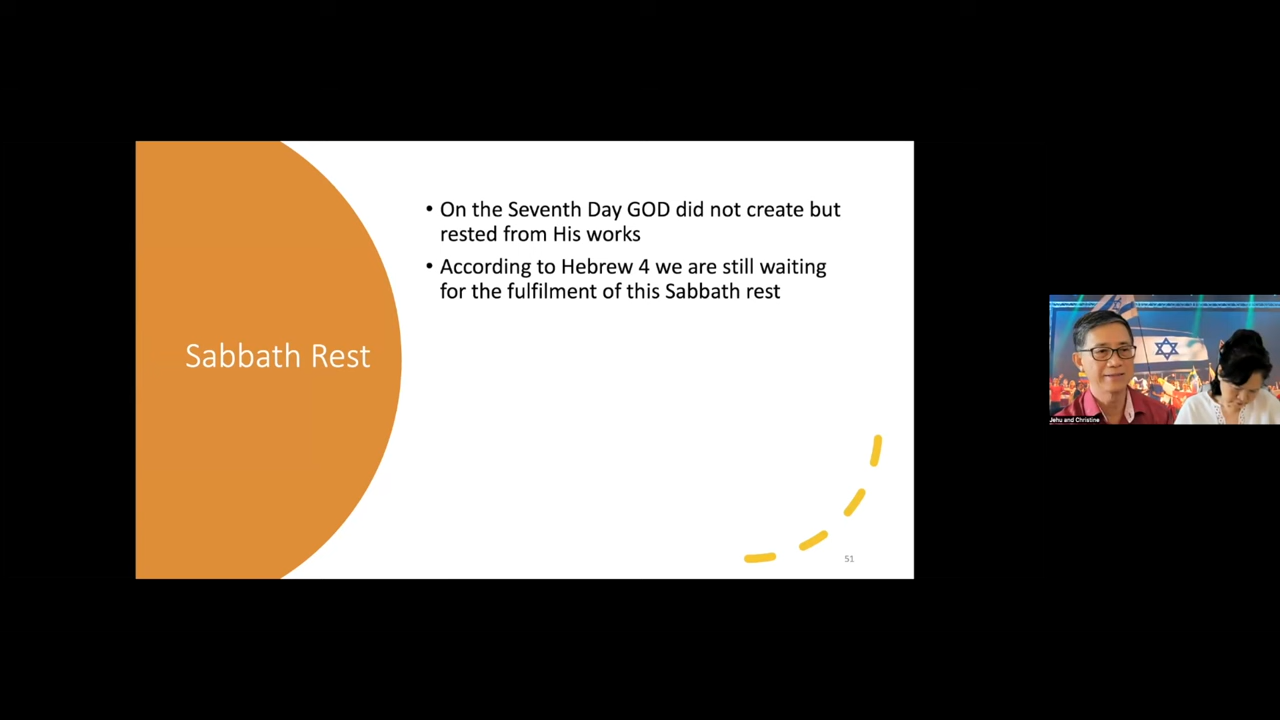 Sabbath Rest
• On the Seventh Day GOD did not create but
rested from His works
• According to Hebrew 4 we are still waiting
for the fulfilment of this Sabbath rest
51
Jehu and Christine